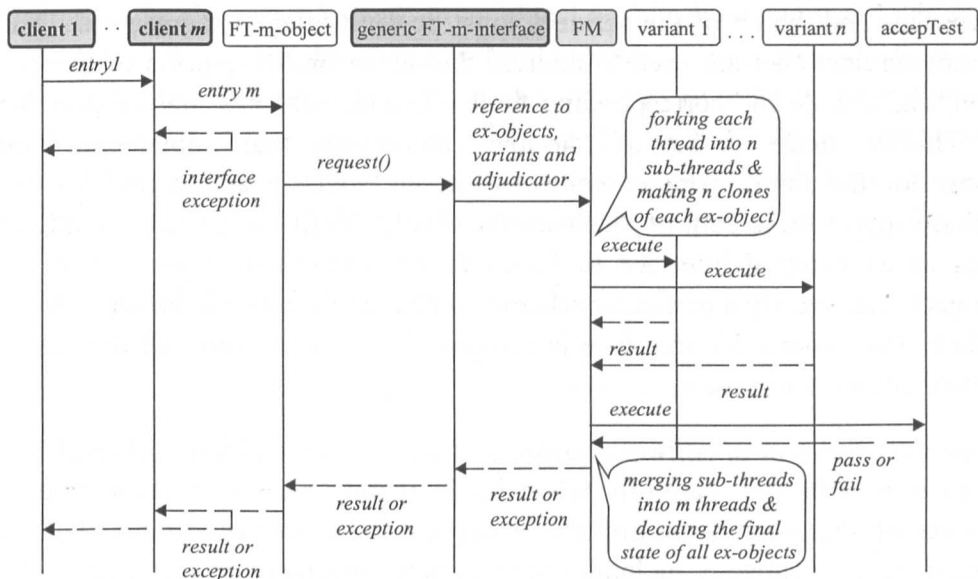 client 1 . . client m FT-m-object generic FT-m-interface FM variant 1 . . . variant n accepTest
entry1
entry m
interface
exception
request()
reference to
ex-objects,
variants and
adjudicator
forking each
thread into n
sub-threads &
making n clones
of each ex-object
execute
execute
result
result
execute
pass or
fail
merging sub-threads
into m threads &
deciding the final
state of all ex-objects
result or
exception
result or
exception
result or
exception